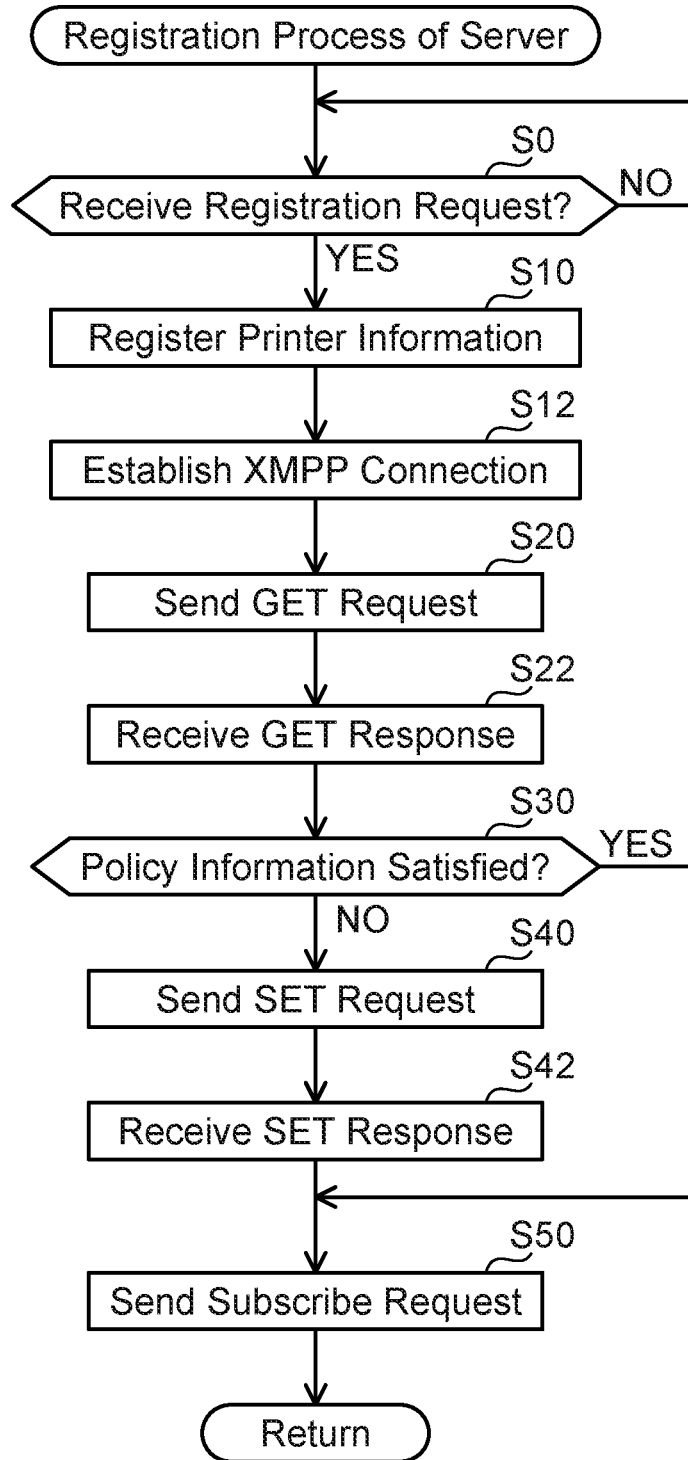 Registration Process of Server
S0
Receive Registration Request?
NO
YES
S10
Register Printer Information
S12
Establish XMPP Connection
S20
Send GET Request
S22
Receive GET Response
S30
Policy Information Satisfied?
YES
NO
S40
Send SET Request
S42
Receive SET Response
S50
Send Subscribe Request
Return